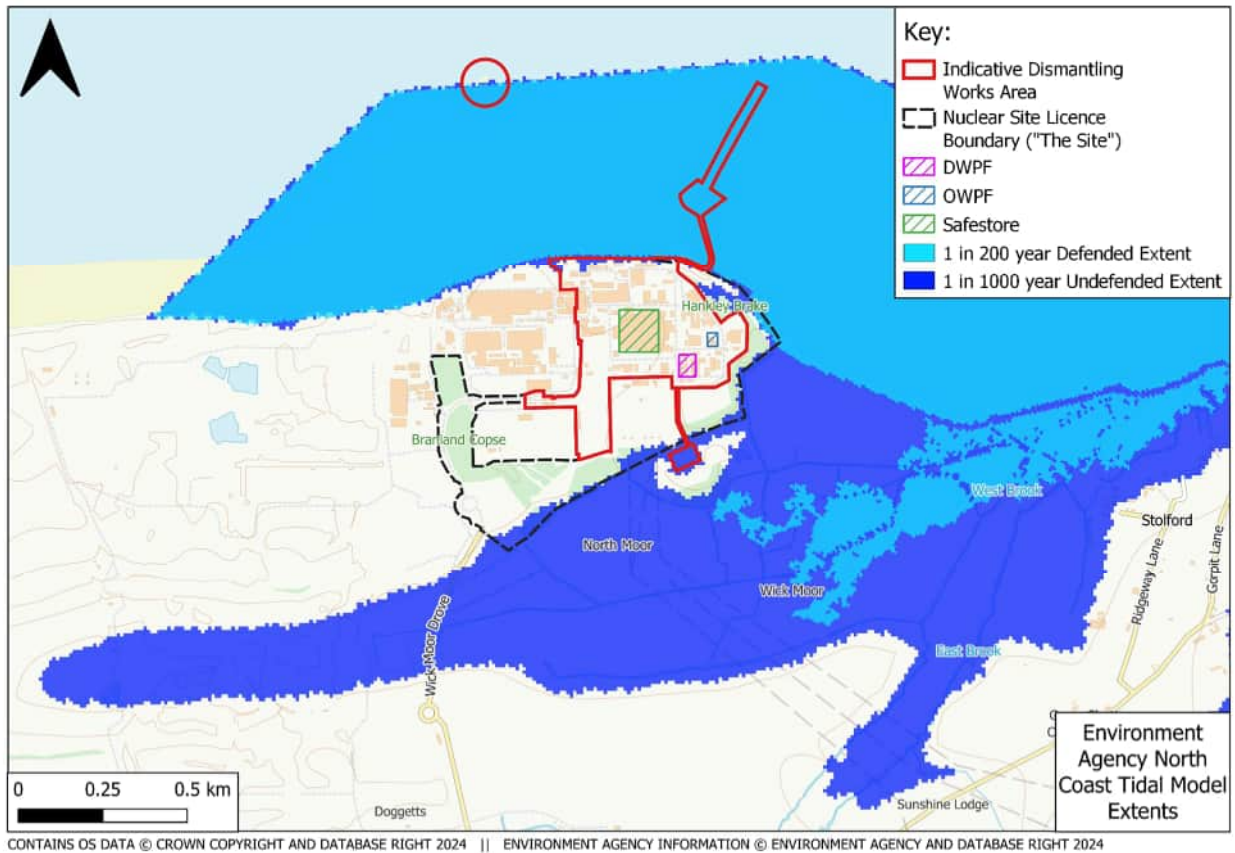 Key:
Indicative Dismantling
Works Area
Nuclear Site Licence
Boundary ("The Site")
DWPF
OWPF
Safestore
1 in 200 year Defended Extent
1 in 1000 year Undefended Extent
Hankley Brake
Branland Copse
West Brook
Stolford
North Moor
Wick Moor
Ridgeway Lane
Gorpit Lane
East Brook
Wick Moor Drove
Environment
Agency North
Coast Tidal Model
Extents
0 0.25 0.5 km
Doggetts
Sunshine Lodge
CONTAINS OS DATA © CROWN COPYRIGHT AND DATABASE RIGHT 2024 || ENVIRONMENT AGENCY INFORMATION © ENVIRONMENT AGENCY AND DATABASE RIGHT 2024